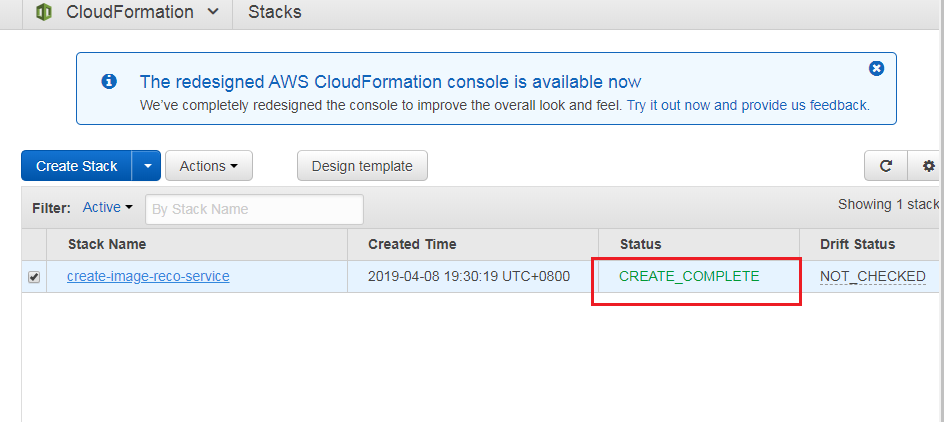 CloudFormation Stacks
The redesigned AWS CloudFormation console is available now
We've completely redesigned the console to improve the overall look and feel. Try it out now and provide us feedback.
Create Stack Actions Design template
Filter: Active By Stack Name Showing 1 stack
Stack Name Created Time Status Drift Status
create-image-reco-service 2019-04-08 19:30:19 UTC+0800 CREATE_COMPLETE NOT_CHECKED